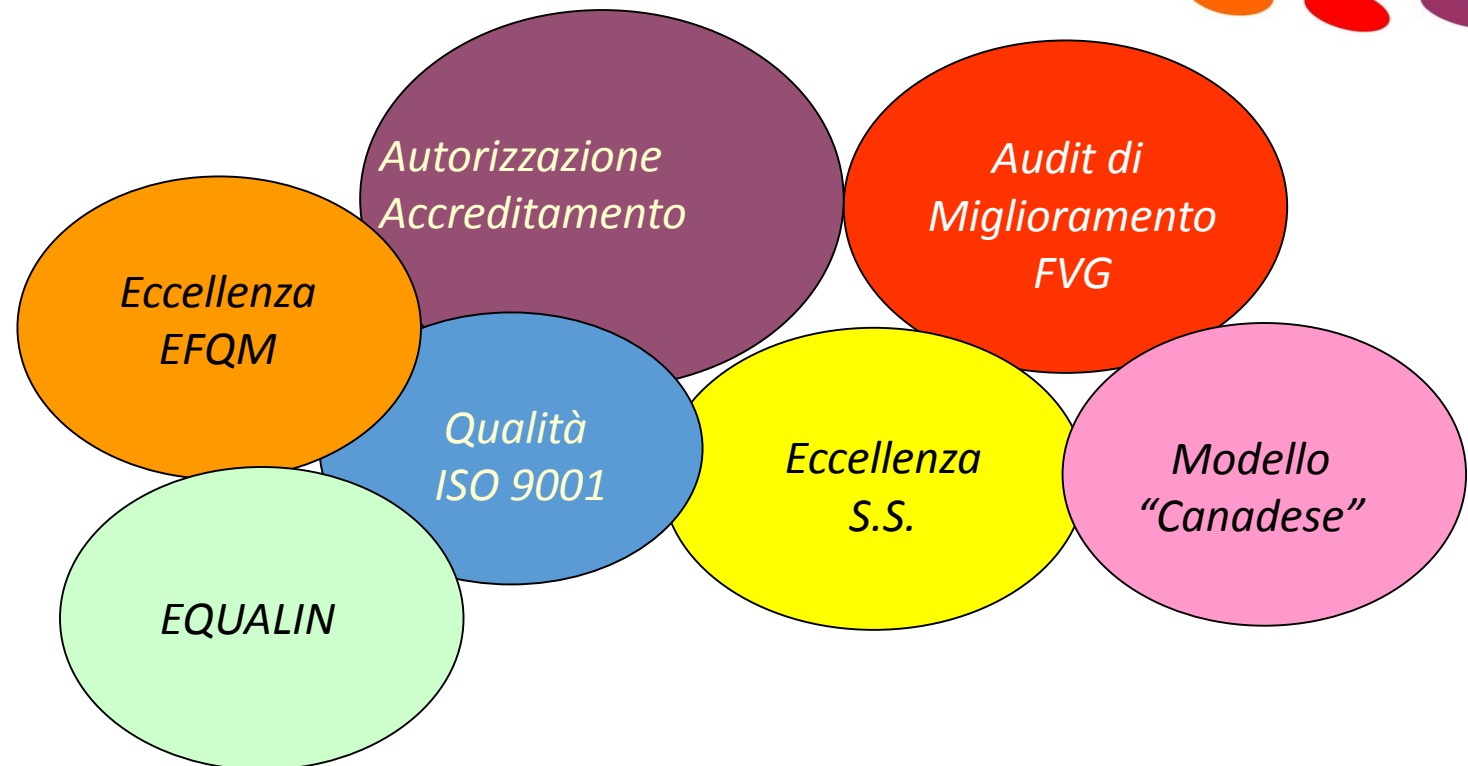 Autorizzazione
Accreditamento
Audit di
Miglioramento
FVG
Eccellenza
EFQM
Qualità
ISO 9001
Eccellenza
S.S.
Modello
“Canadese”
EQUALIN